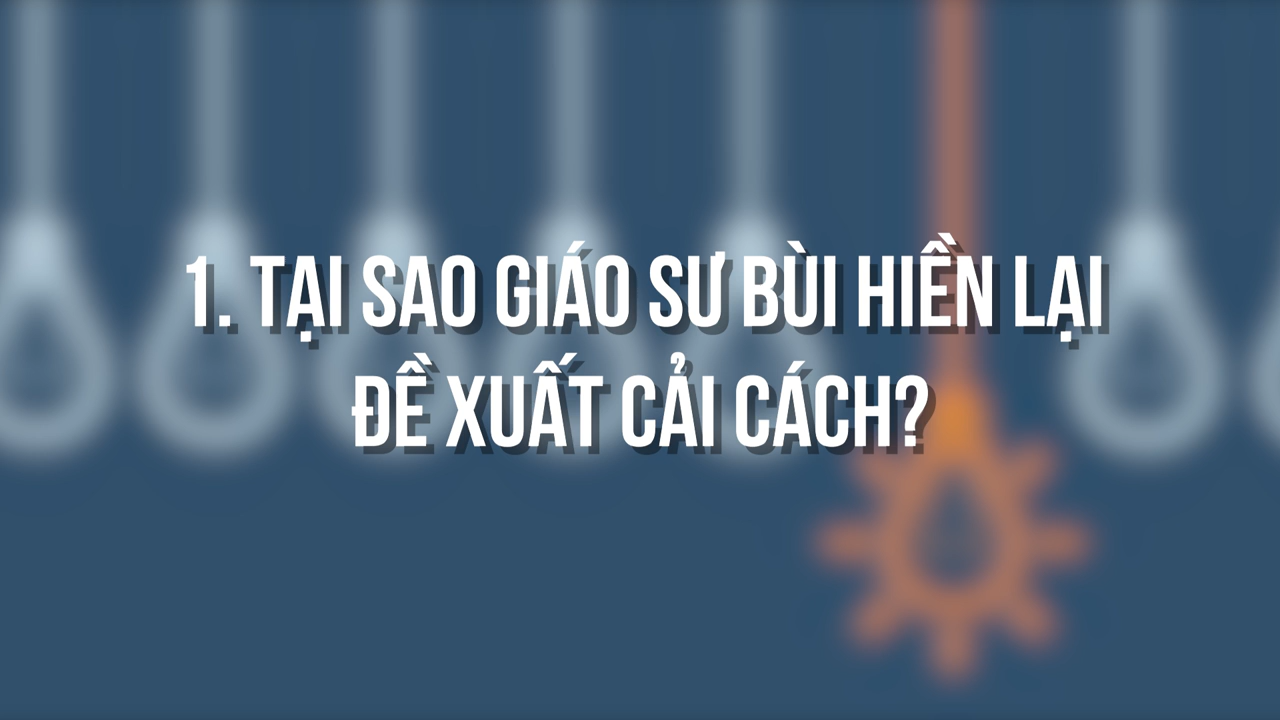 1. TẠI SAO GIÁO SƯ BÙI HIỀN LẠI
ĐỀ XUẤT CẢI CÁCH?